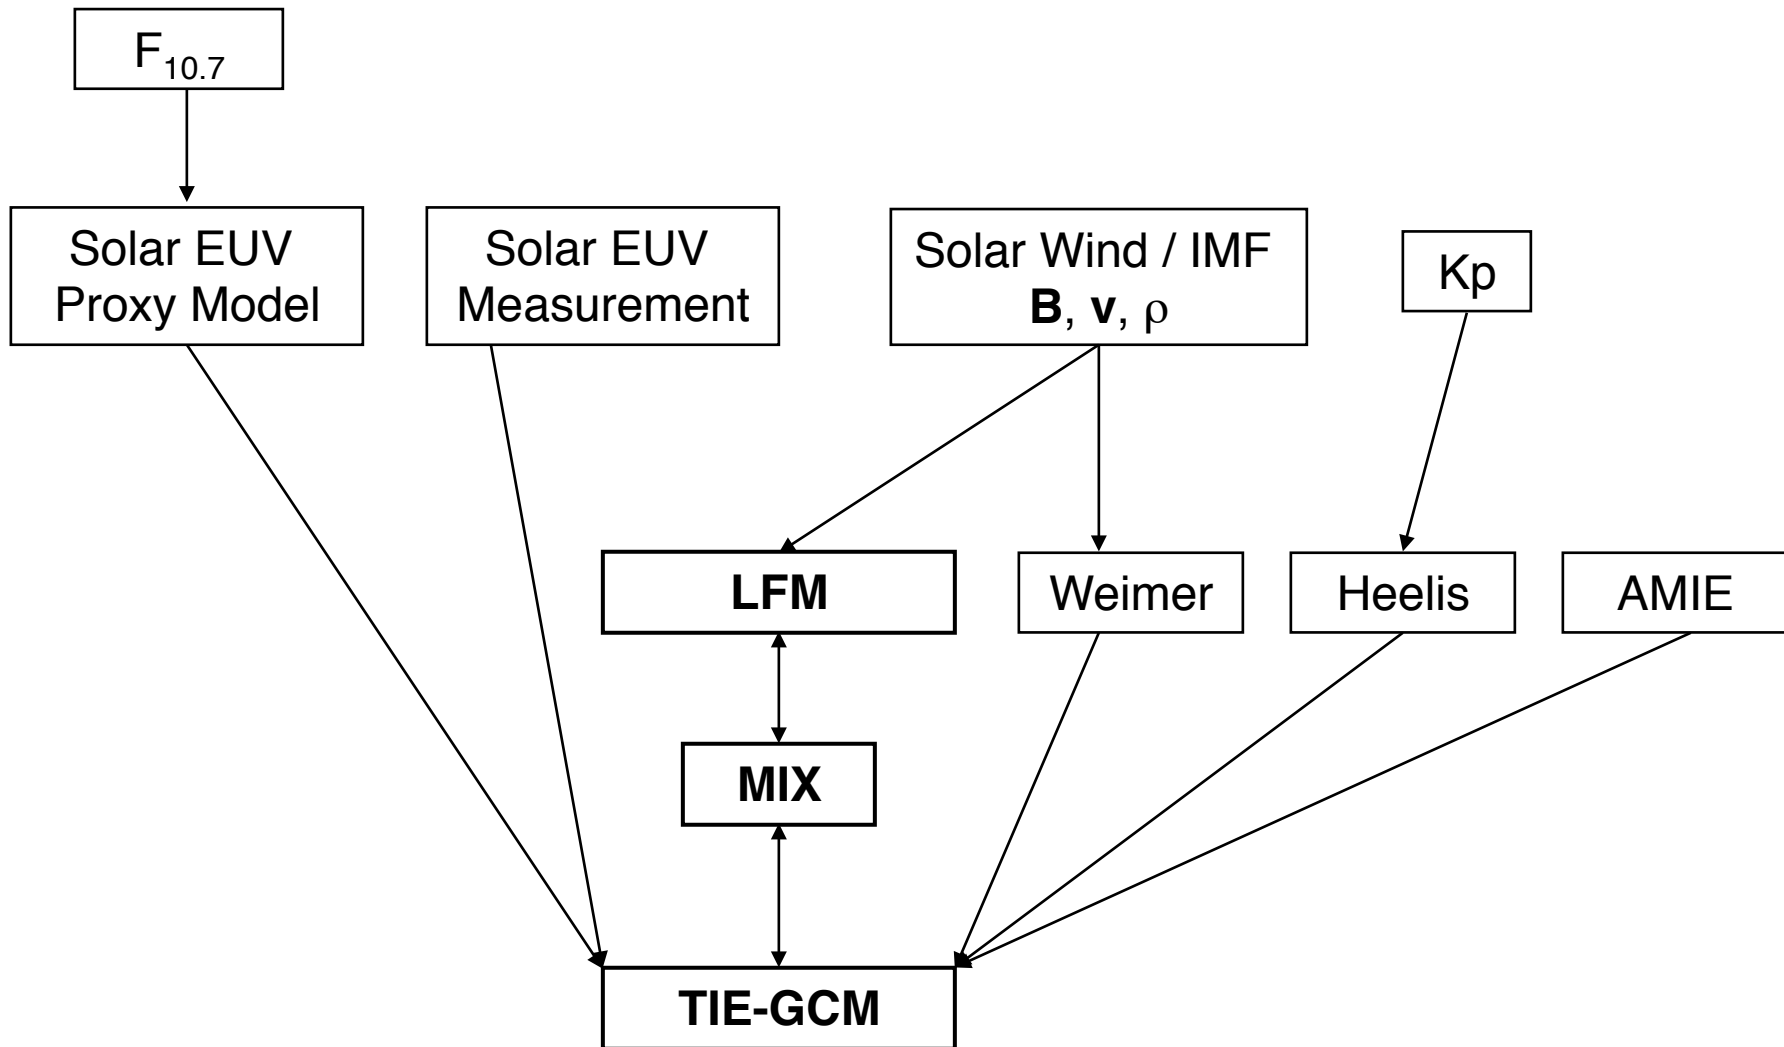 F10.7
Solar EUV
Proxy Model
Solar EUV
Measurement
Solar Wind / IMF
B, v, ρ
Kp
LFM
Weimer
Heelis
AMIE
MIX
TIE-GCM